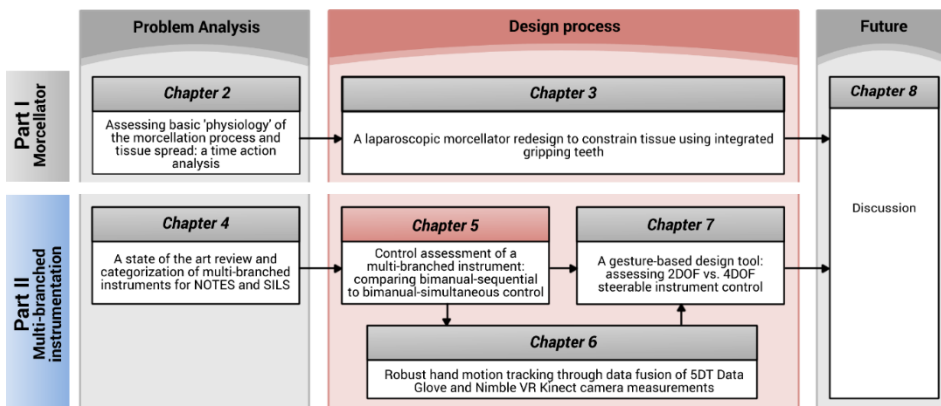 Problem Analysis
Design process
Future
Part I
Morcellator
Chapter 2
Assessing basic 'physiology' of
the morcellation process and
tissue spread: a time action
analysis
Chapter 3
A laparoscopic morcellator redesign to constrain tissue using integrated
gripping teeth
Chapter 8
Discussion
Part II
Multi-branched
instrumentation
Chapter 4
A state of the art review and
categorization of multi-branched
instruments for NOTES and SILS
Chapter 5
Control assessment of a
multi-branched instrument:
comparing bimanual-sequential
to bimanual-simultaneous control
Chapter 7
A gesture-based design tool:
assessing 2DOF vs. 4DOF
steerable instrument control
Chapter 6
Robust hand motion tracking through data fusion of 5DT Data
Glove and Nimble VR Kinect camera measurements